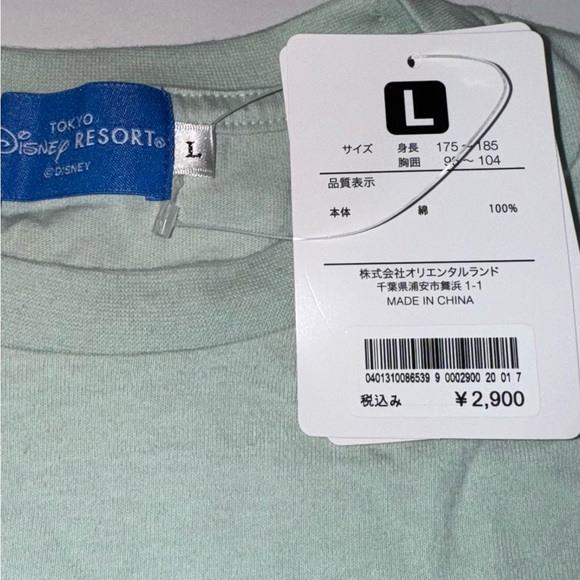 TOKYO
Disney RESORT®
©DISNEY
L
L
サイズ 身長 175～185
胸囲 96～104
品質表示
本体 綿 100%
株式会社オリエンタルランド
千葉県浦安市舞浜 1-1
MADE IN CHINA
0401310086539 9 0002900 20 01 7
税込み ¥2,900